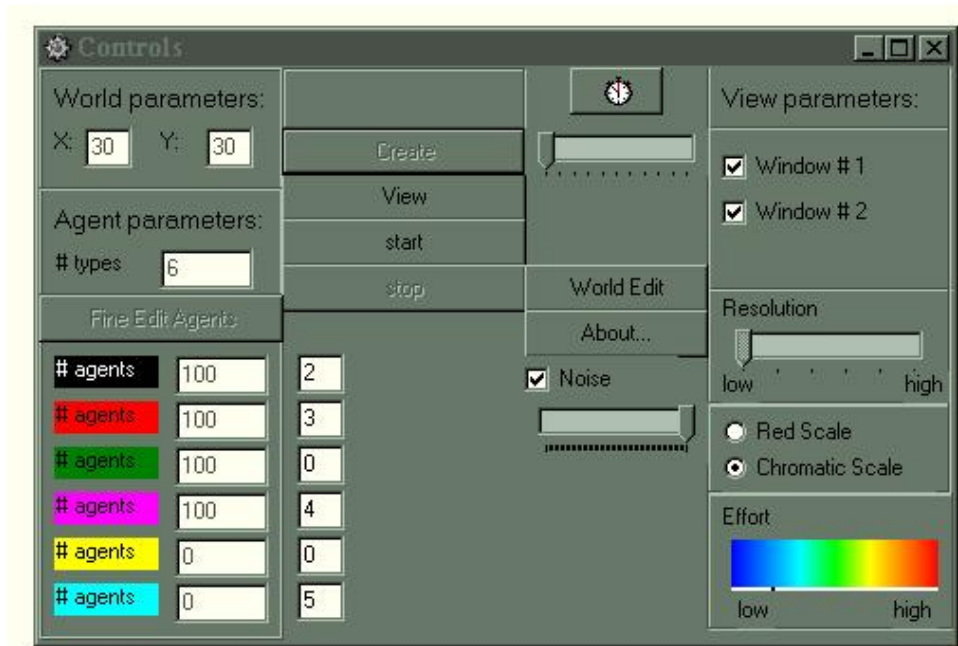 Controls
World parameters:
X: 30 Y: 30
Agent parameters:
# types 6
Fine Edit Agents
# agents 100 2
# agents 100 3
# agents 100 0
# agents 100 4
# agents 0 0
# agents 0 5
Create
View
start
stop
World Edit
About...
Noise
View parameters:
Window # 1
Window # 2
Resolution
low high
Red Scale
Chromatic Scale
Effort
low high